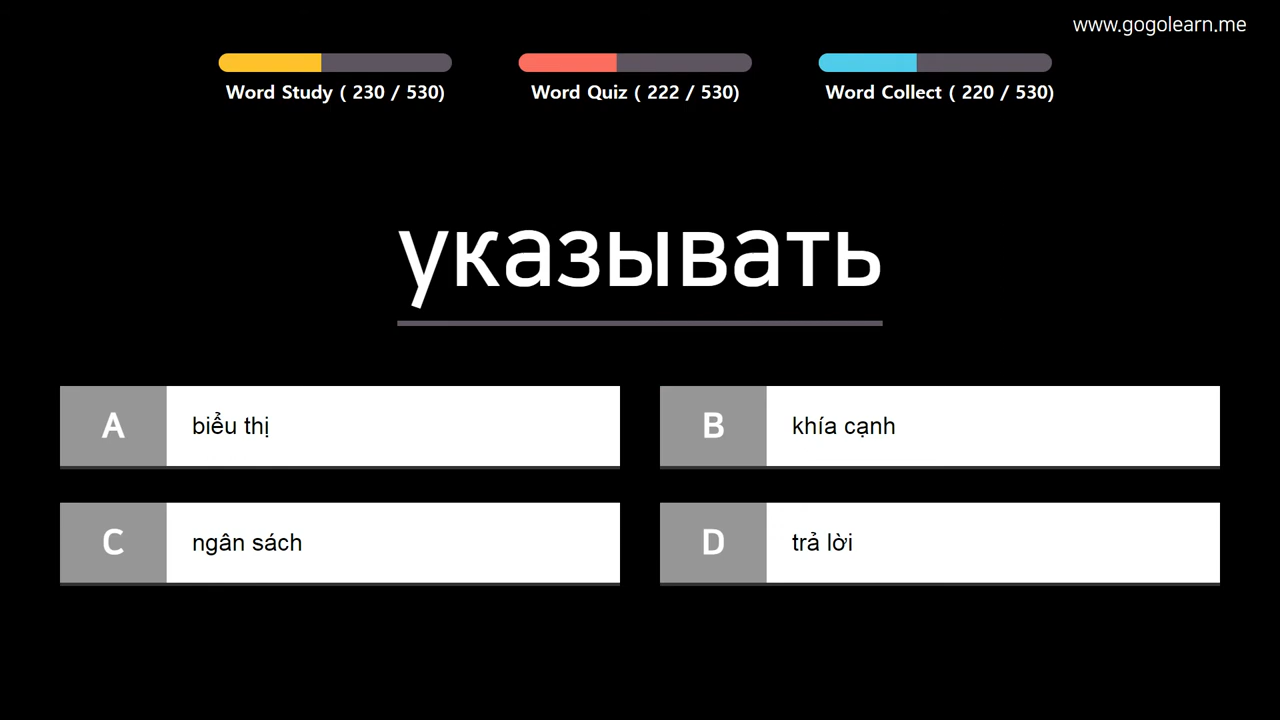 www.gogolearn.me
Word Study ( 230 / 530)
Word Quiz ( 222 / 530)
Word Collect ( 220 / 530)
указывать
A biểu thị
B khía cạnh
C ngân sách
D trả lời